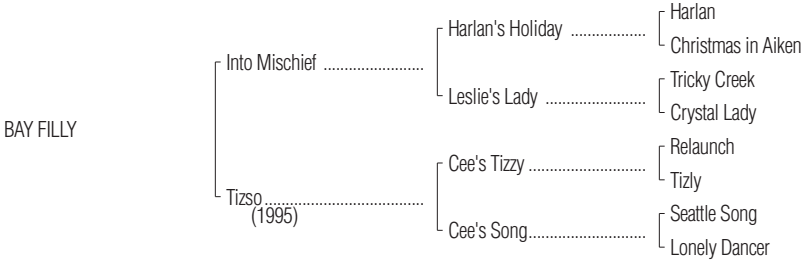 Harlan
Harlan's Holiday ....................
Christmas in Aiken
Into Mischief ..........................
Tricky Creek
Leslie's Lady ..........................
Crystal Lady
BAY FILLY
Relaunch
Cee's Tizzy ..............................
Tizly
Tizso .........................................
(1995)
Seattle Song
Cee's Song...............................
Lonely Dancer